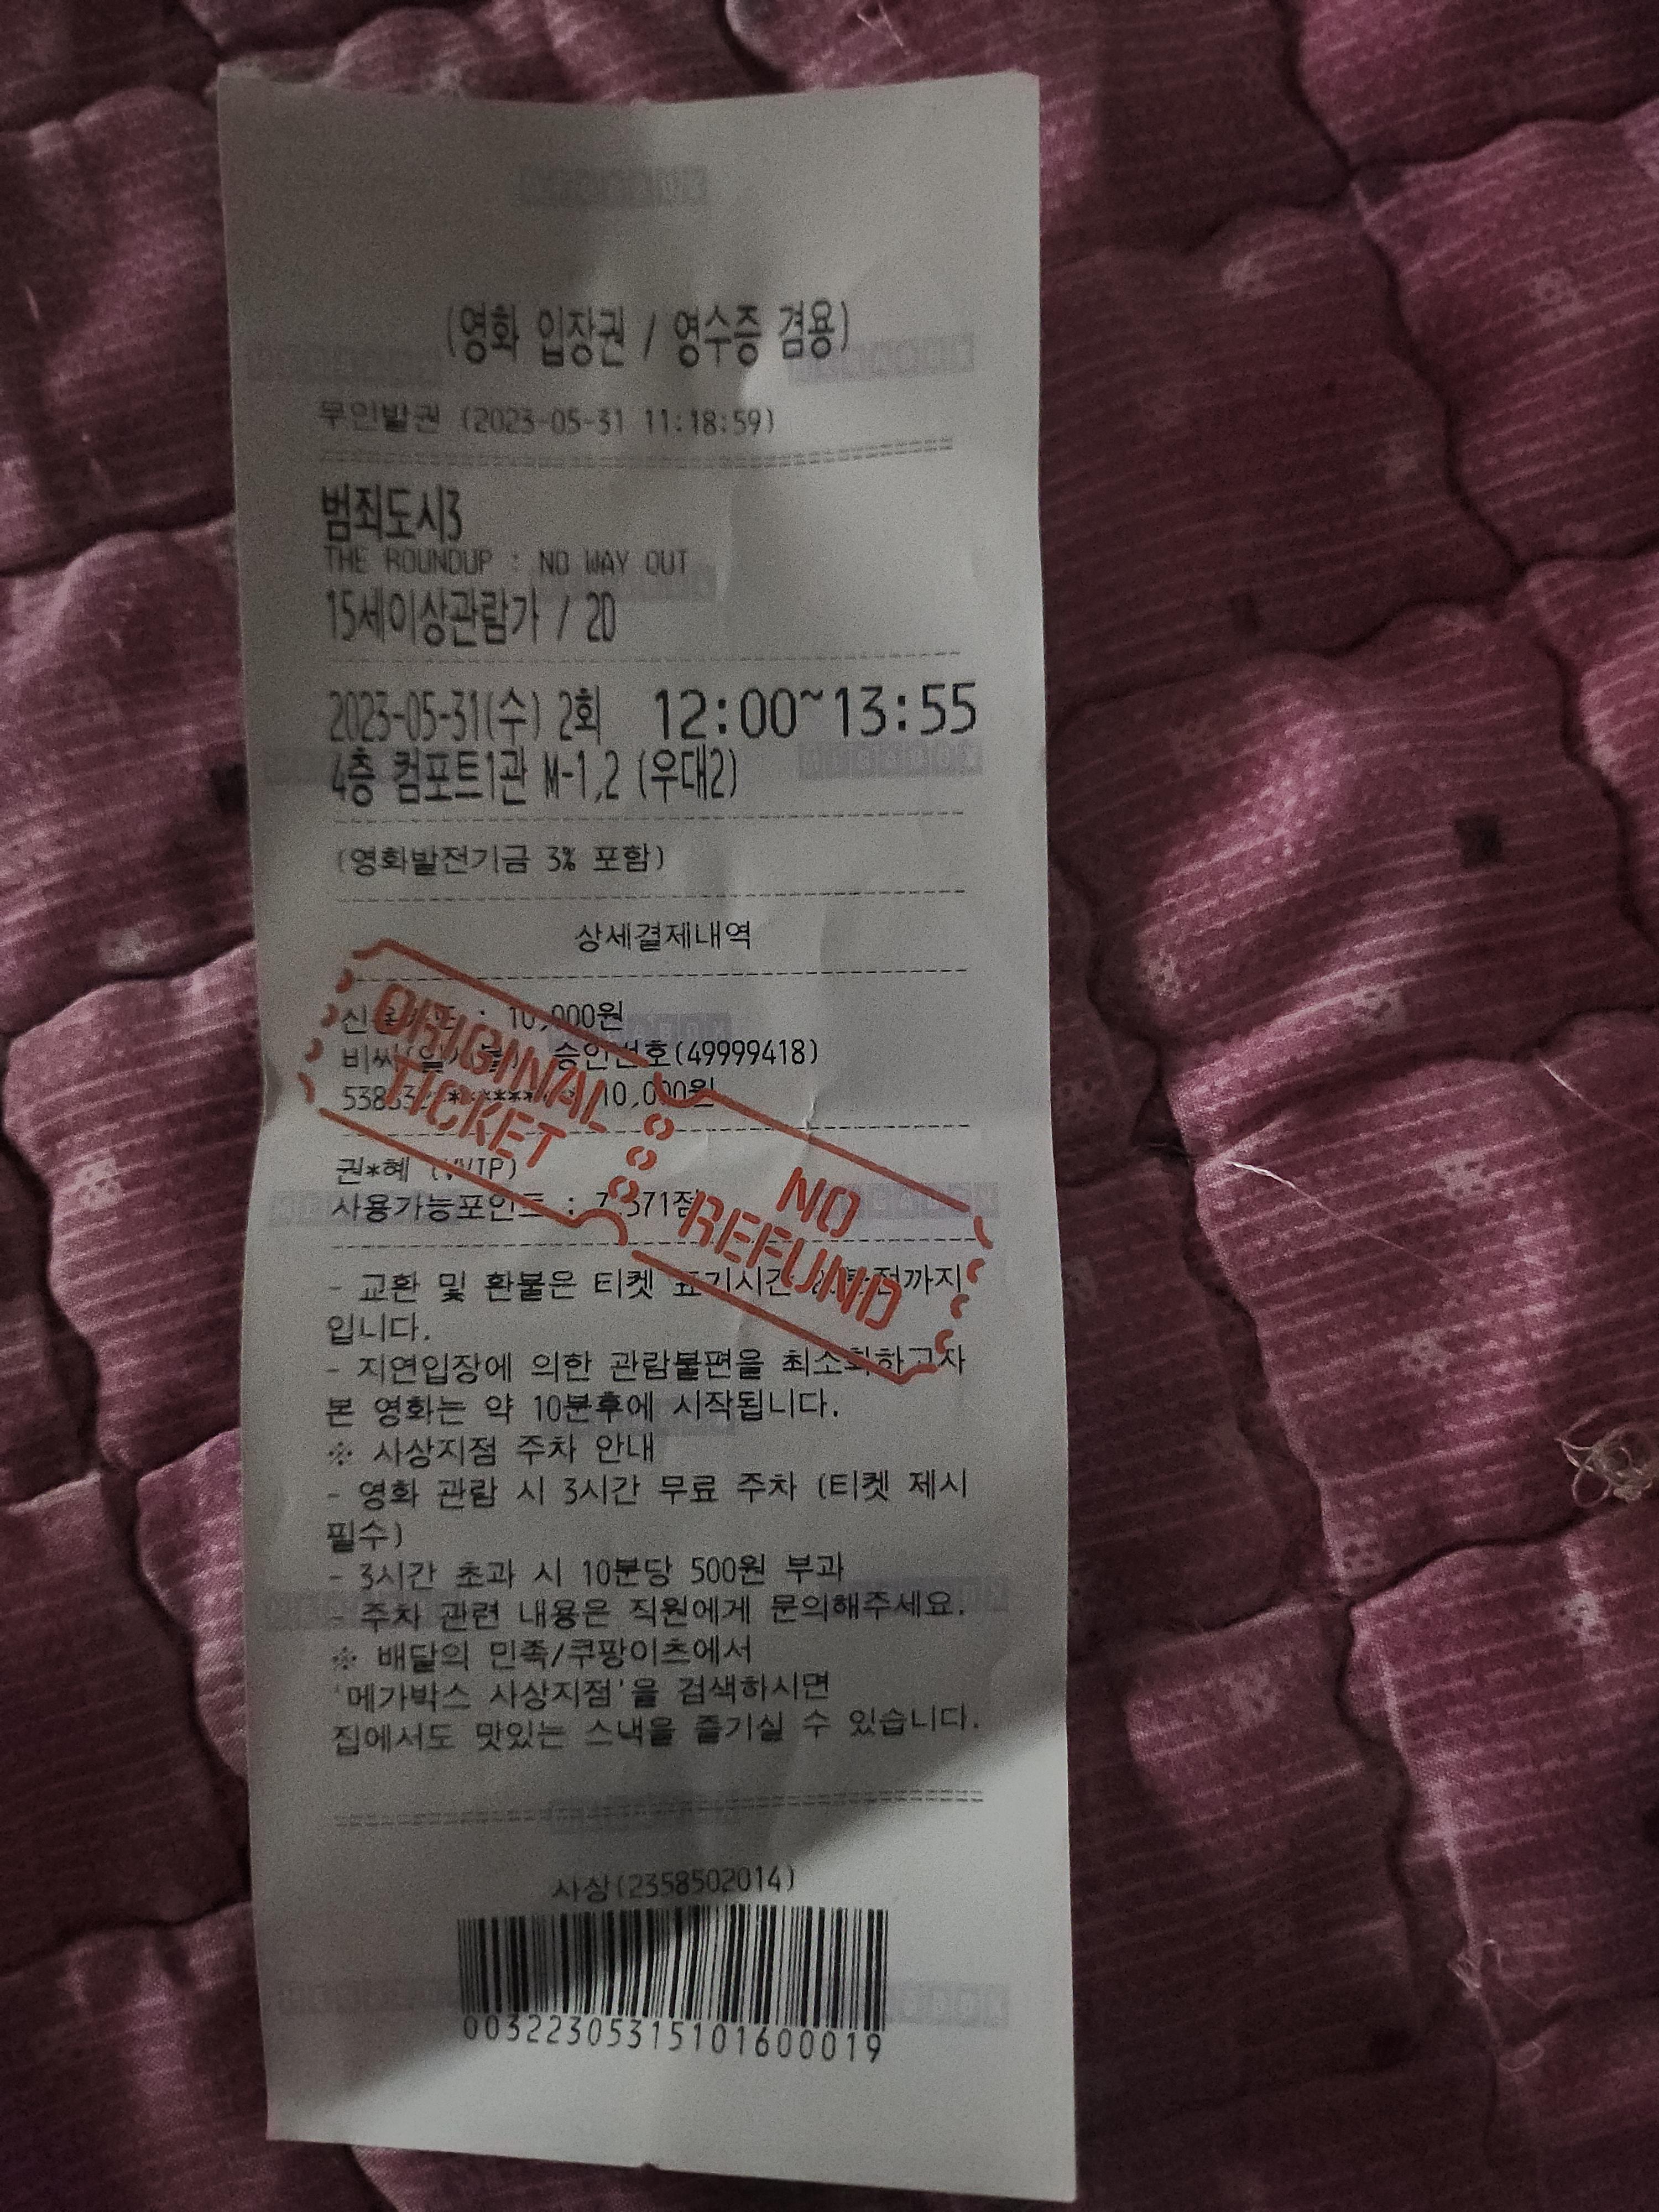 (영화 입장권 / 영수증 겸용)
무인발권 (2023-05-31 11:18:59)
범죄도시3
THE ROUNDUP : NO WAY OUT
15세이상관람가 / 2D
2023-05-31(수) 2회 12:00~13:55
4층 컴포트1관 M-1,2 (우대2)
(영화발전기금 3% 포함)
상세결제내역
신용카드 : 10,000원
승인번호(49999418)
10,000원
ORIGINAL
TICKET
NO
REFUND
권*혜 (VVIP)
사용가능포인트 :
- 교환 및 환불은 티켓 표기시간 까지
입니다.
- 지연입장에 의한 관람불편을 최소화하고자
본 영화는 약 10분후에 시작됩니다.
※ 사상지점 주차 안내
- 영화 관람 시 3시간 무료 주차 (티켓 제시
필수)
- 3시간 초과 시 10분당 500원 부과
- 주차 관련 내용은 직원에게 문의해주세요.
※ 배달의 민족/쿠팡이츠에서
'메가박스 사상지점'을 검색하시면
집에서도 맛있는 스낵을 즐기실 수 있습니다.
사상(2358502014)
0032230531510160019